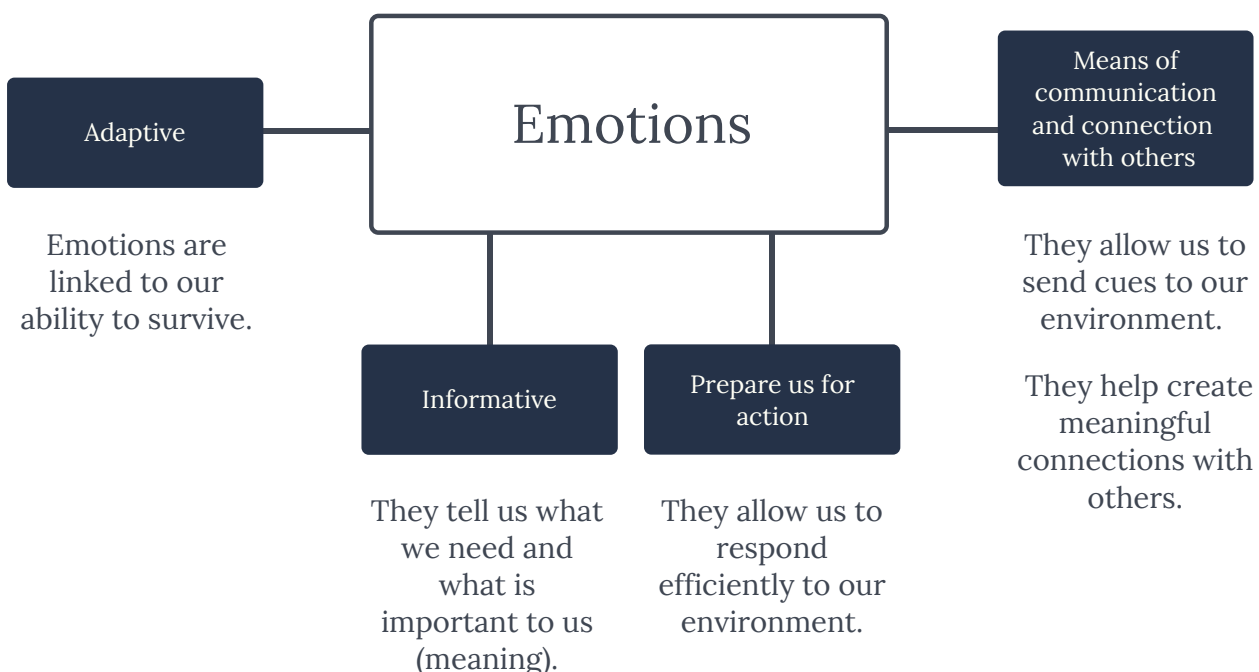 Emotions
Adaptive
Emotions are
linked to our
ability to survive.
Informative
They tell us what
we need and
what is
important to us
(meaning).
Prepare us for
action
They allow us to
respond
efficiently to our
environment.
Means of
communication
and connection
with others
They allow us to
send cues to our
environment.
They help create
meaningful
connections with
others.